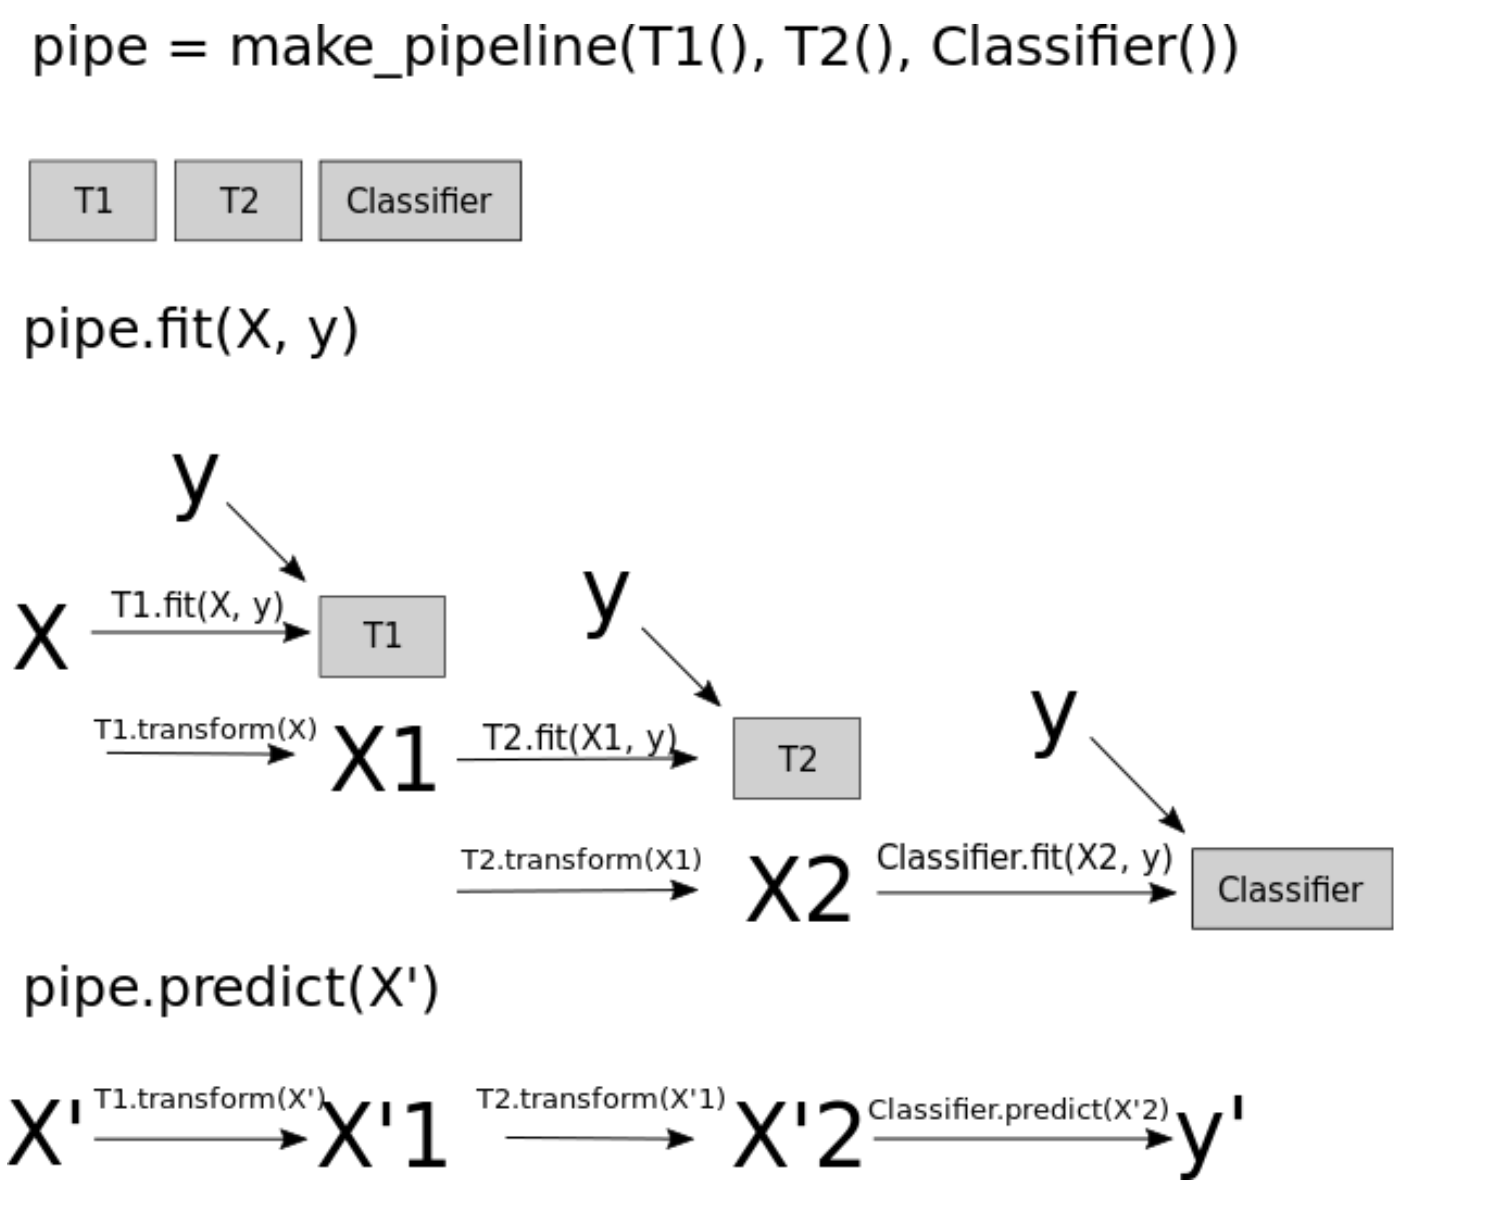 pipe = make_pipeline(T1(), T2(), Classifier())
T1 T2 Classifier
pipe.fit(X, y)
y
T1.fit(X, y)
X
T1
y
T1.transform(X)
X1
T2.fit(X1, y)
T2
y
T2.transform(X1)
X2
Classifier.fit(X2, y)
Classifier
pipe.predict(X')
X' T1.transform(X') X'1 T2.transform(X'1) X'2 Classifier.predict(X'2) y'